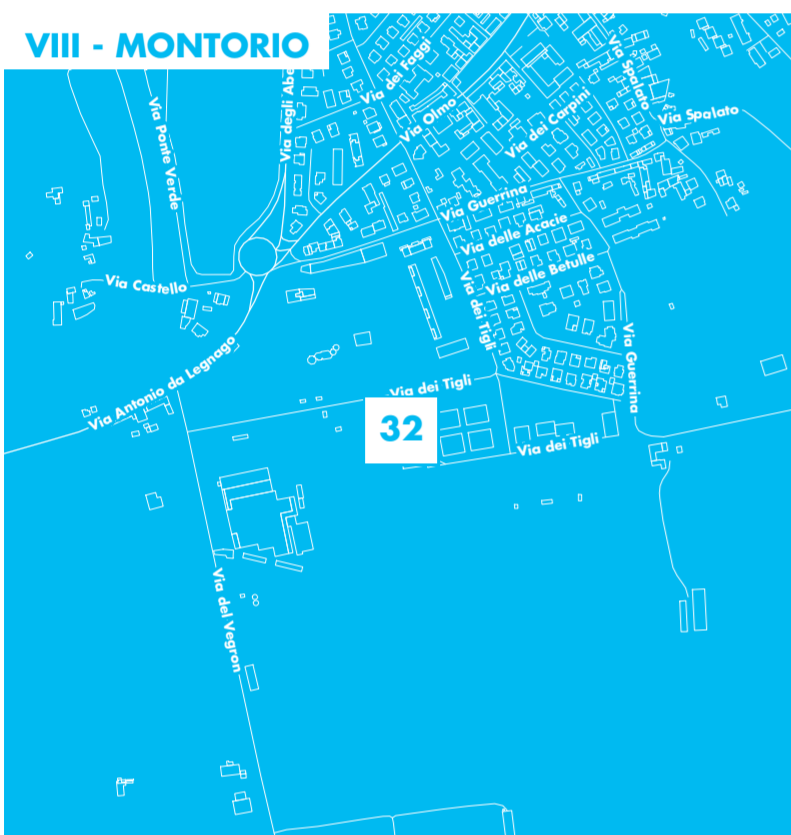 VIII - MONTORIO
Via degli Abe
Via dei Faggi
Via Spalato
Via Ponte Verde
Via Olmo
Via dei Carpini
Via Spalato
Via Guerrina
Via delle Acacie
Via delle Betulle
Via Castello
Via dei Tigli
Via Guerrina
Via Antonio da Legnago
Via dei Tigli
32
Via dei Tigli
Via del Vegron